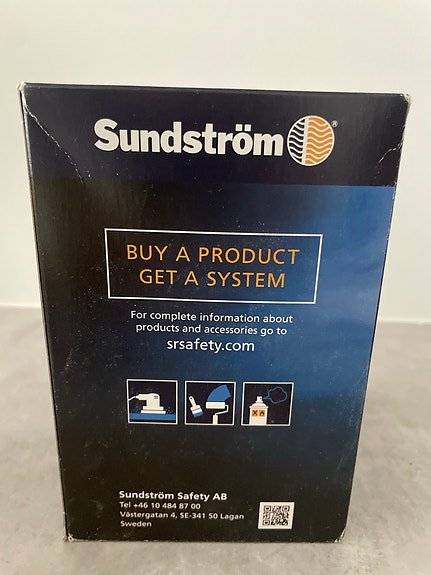 Sundström®
BUY A PRODUCT
GET A SYSTEM
For complete information about
products and accessories go to
srsafety.com
Sundström Safety AB
Tel +46 10 484 87 00
Västergatan 4, SE-341 50 Lagan
Sweden